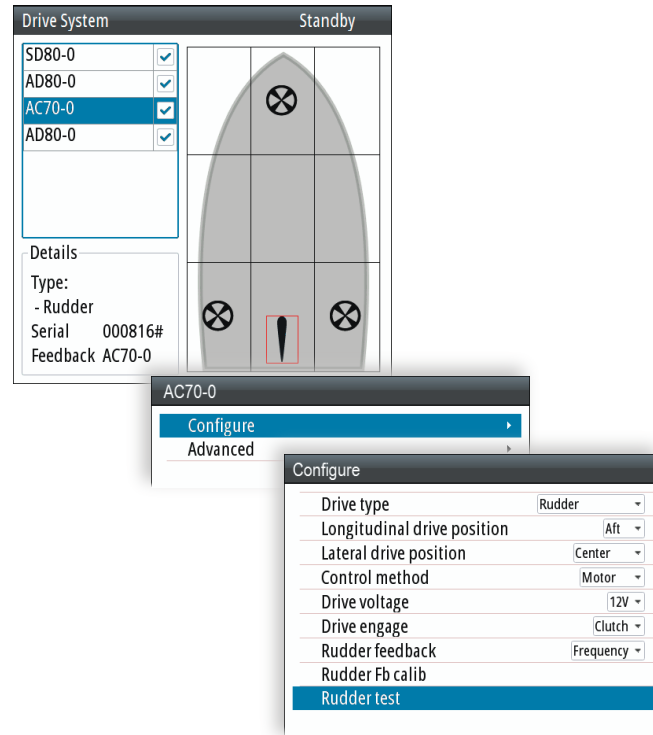 Drive System Standby
SD80-0
AD80-0
AC70-0
AD80-0
Details
Type:
- Rudder
Serial 000816#
Feedback AC70-0
AC70-0
Configure
Advanced
Configure
Drive type Rudder
Longitudinal drive position Aft
Lateral drive position Center
Control method Motor
Drive voltage 12V
Drive engage Clutch
Rudder feedback Frequency
Rudder Fb calib
Rudder test